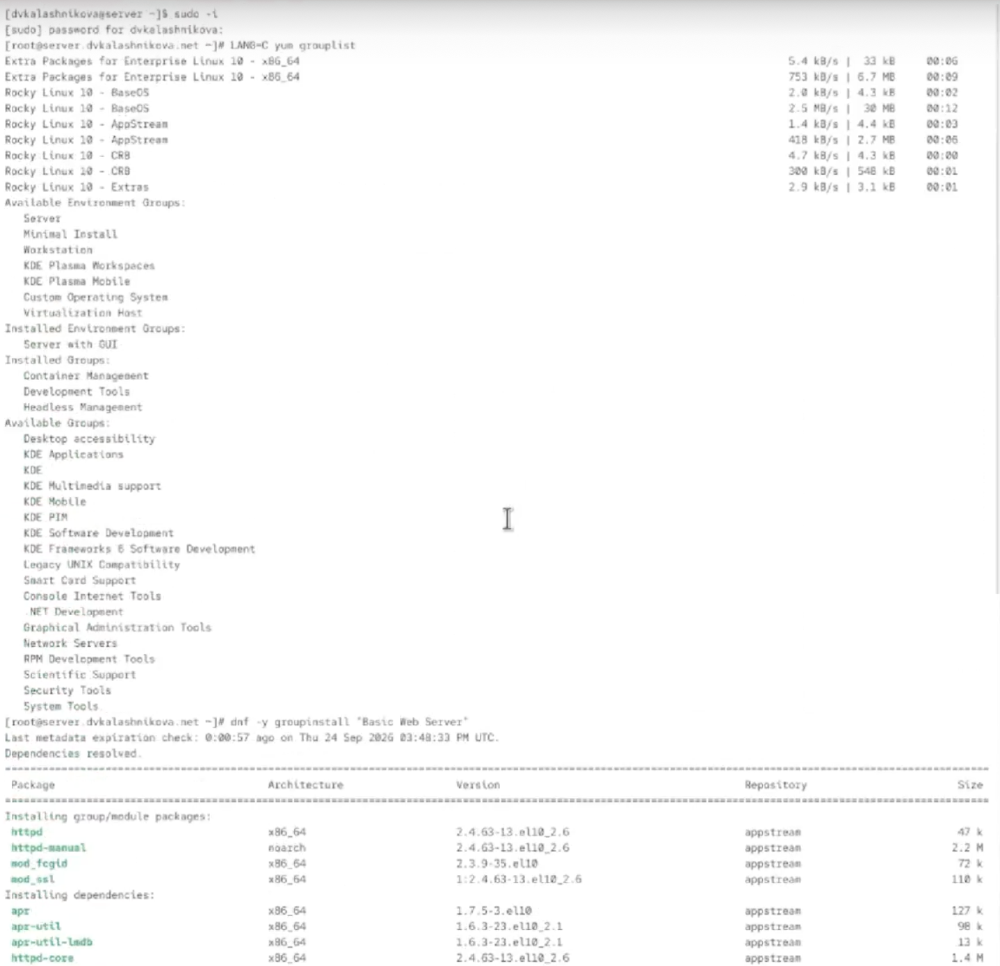 [dvkalashnikova@server ~]$ sudo -i
[sudo] password for dvkalashnikova:
[root@server.dvkalashnikova.net ~]# LANG=C yum grouplist
Extra Packages for Enterprise Linux 10 - x86_64 5.4 kB/s | 33 kB 00:06
Extra Packages for Enterprise Linux 10 - x86_64 753 kB/s | 6.7 MB 00:09
Rocky Linux 10 - BaseOS 2.0 kB/s | 4.3 kB 00:02
Rocky Linux 10 - BaseOS 2.5 MB/s | 30 MB 00:12
Rocky Linux 10 - AppStream 1.4 kB/s | 4.4 kB 00:03
Rocky Linux 10 - AppStream 418 kB/s | 2.7 MB 00:06
Rocky Linux 10 - CRB 4.7 kB/s | 4.3 kB 00:00
Rocky Linux 10 - CRB 300 kB/s | 548 kB 00:01
Rocky Linux 10 - Extras 2.9 kB/s | 3.1 kB 00:01
Available Environment Groups:
Server
Minimal Install
Workstation
KDE Plasma Workspaces
KDE Plasma Mobile
Custom Operating System
Virtualization Host
Installed Environment Groups:
Server with GUI
Installed Groups:
Container Management
Development Tools
Headless Management
Available Groups:
Desktop accessibility
KDE Applications
KDE
KDE Multimedia support
KDE Mobile
KDE PIM
KDE Software Development
KDE Frameworks 6 Software Development
Legacy UNIX Compatibility
Smart Card Support
Console Internet Tools
.NET Development
Graphical Administration Tools
Network Servers
RPM Development Tools
Scientific Support
Security Tools
System Tools
[root@server.dvkalashnikova.net ~]# dnf -y groupinstall "Basic Web Server"
Last metadata expiration check: 0:00:57 ago on Thu 24 Sep 2026 03:48:33 PM UTC.
Dependencies resolved.
Package Architecture Version Repository Size
Installing group/module packages:
httpd x86_64 2.4.63-13.el10_2.6 appstream 47 k
httpd-manual noarch 2.4.63-13.el10_2.6 appstream 2.2 M
mod_fcgid x86_64 2.3.9-35.el10 appstream 72 k
mod_ssl x86_64 1:2.4.63-13.el10_2.6 appstream 110 k
Installing dependencies:
apr x86_64 1.7.5-3.el10 appstream 127 k
apr-util x86_64 1.6.3-23.el10_2.1 appstream 98 k
apr-util-lmdb x86_64 1.6.3-23.el10_2.1 appstream 13 k
httpd-core x86_64 2.4.63-13.el10_2.6 appstream 1.4 M